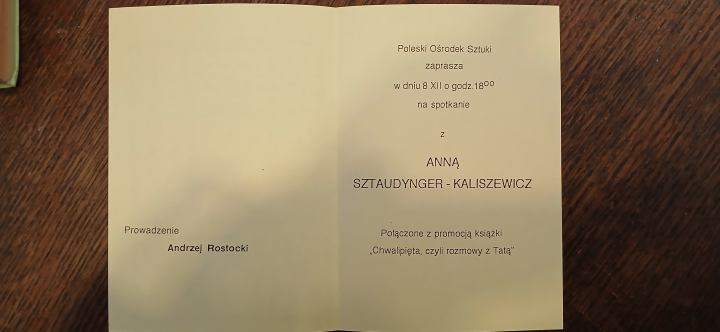 Prowadzenie
Andrzej Rostocki
Poleski Ośrodek Sztuki
zaprasza
w dniu 8 XII o godz.18⁰⁰
na spotkanie
z
ANNĄ
SZTAUDYNGER - KALISZEWICZ
Połączone z promocją książki
„Chwalipięta, czyli rozmowy z Tatą"